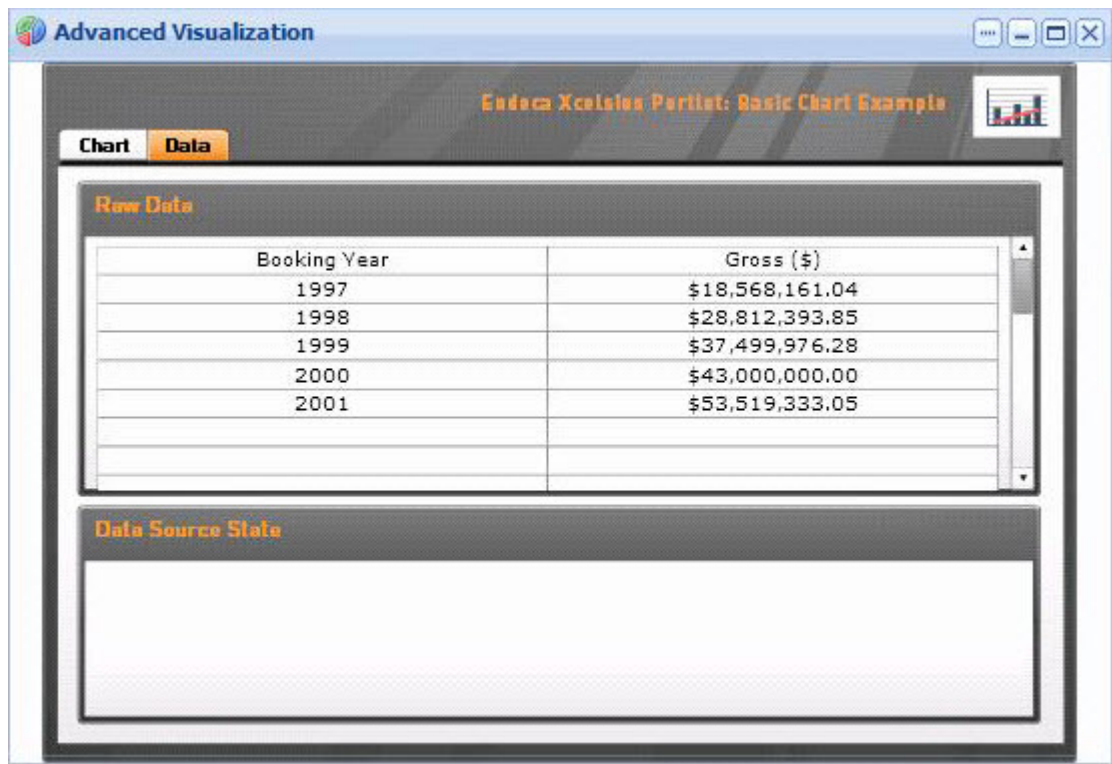 Advanced Visualization
Endeca Xcelsius Portlet: Basic Chart Example
Chart Data
Raw Data
Booking Year Gross ($)
1997 $18,568,161.04
1998 $28,812,393.85
1999 $37,499,976.28
2000 $43,000,000.00
2001 $53,519,333.05
Data Source State